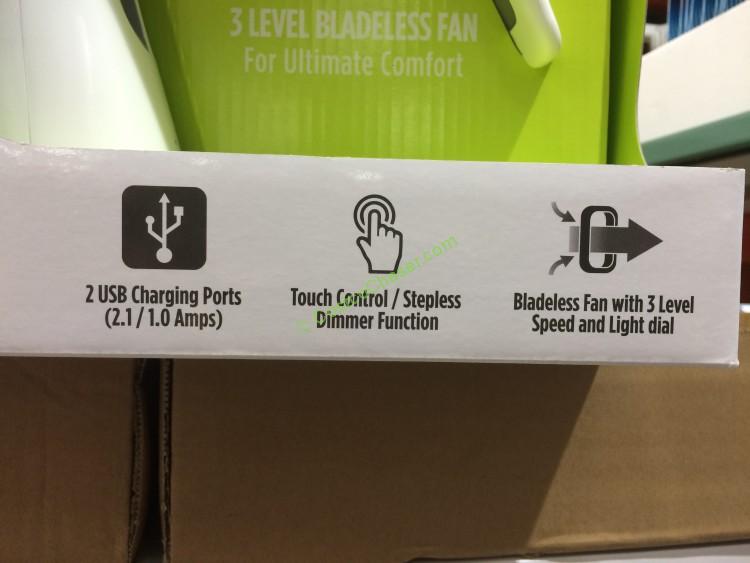 3 LEVEL BLADELESS FAN
For Ultimate Comfort
2 USB Charging Ports
(2.1 / 1.0 Amps)
Touch Control / Stepless
Dimmer Function
Bladeless Fan with 3 Level
Speed and Light dial